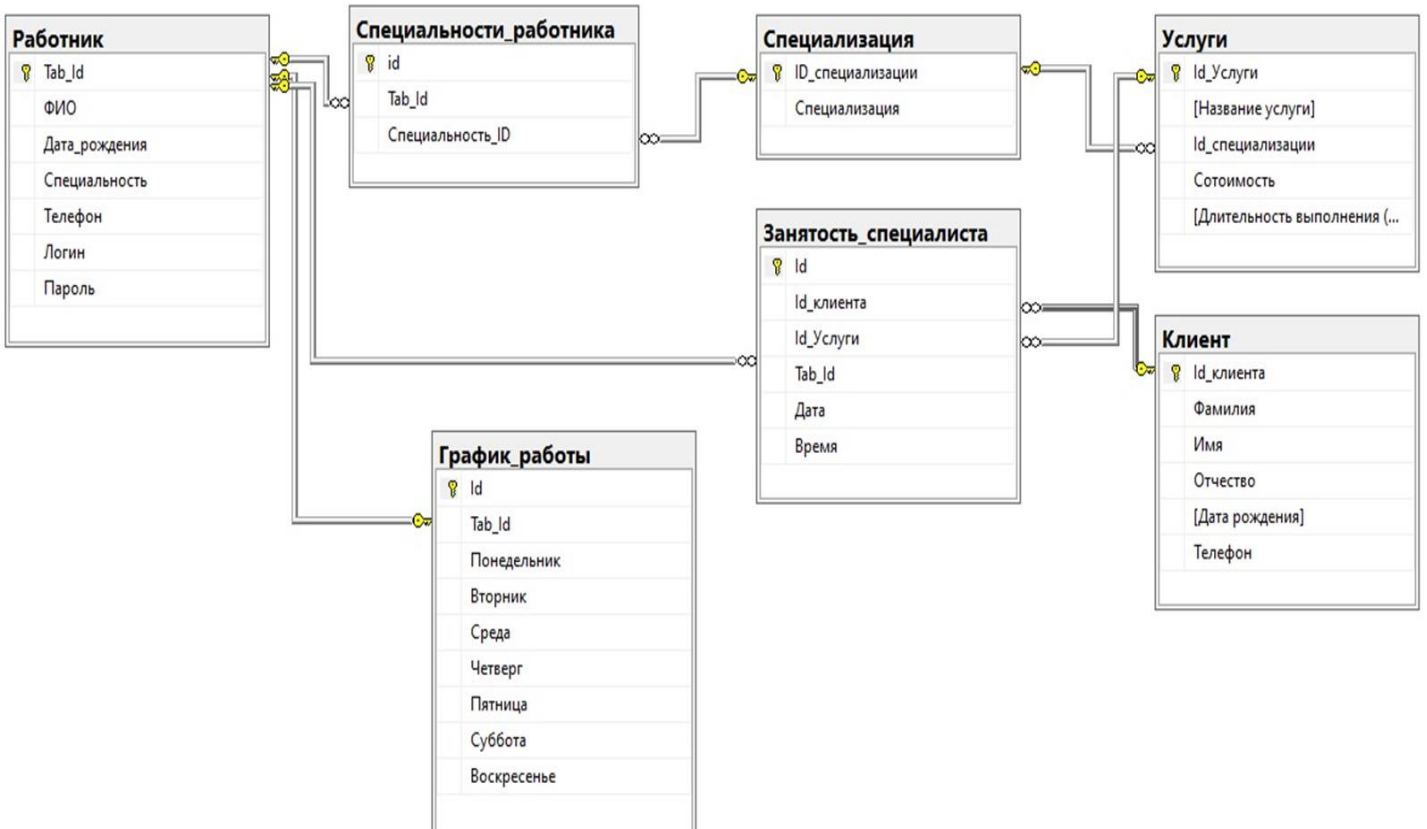 Работник
Tab_Id
ФИО
Дата_рождения
Специальность
Телефон
Логин
Пароль
Специальности_работника
id
Tab_Id
Специальность_ID
Специализация
ID_специализации
Специализация
Услуги
Id_Услуги
[Название услуги]
Id_специализации
Сотоимость
[Длительность выполнения (...
Занятость_специалиста
Id
Id_клиента
Id_Услуги
Tab_Id
Дата
Время
Клиент
Id_клиента
Фамилия
Имя
Отчество
[Дата рождения]
Телефон
График_работы
Id
Tab_Id
Понедельник
Вторник
Среда
Четверг
Пятница
Суббота
Воскресенье